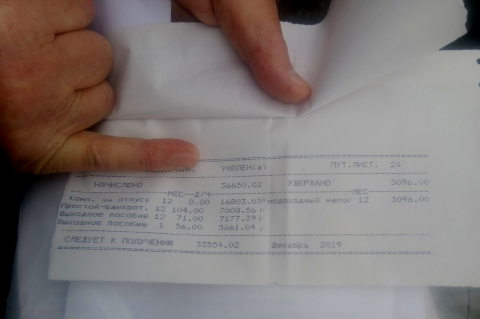 УВОЛЕН(а) ПУТ.ЛИСТ. 24
НАЧИСЛЕНО 36650.02 УДЕРЖАНО 3096.00
МЕС--Д/Ч МЕС
Комп. за отпуск 12 0.00 16803.03 Подоходный налог 12 3096.00
Простой-банкрот. 12 104.00 7008.56
Выходное пособие 12 71.00 7177.39
Выходное пособие 1 56.00 5661.04
СЛЕДУЕТ К ПОЛУЧЕНИЮ 33554.02 Декабрь 2019